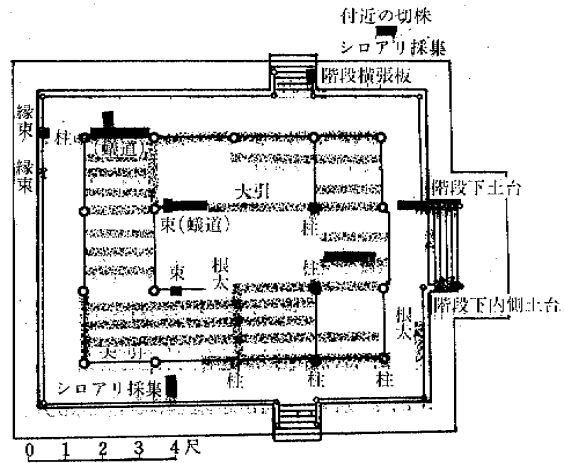 付近の切株
シロアリ採集
階段横張板
縁束
柱
(蟻道)
縁束
大引
階段下土台
束(蟻道)
柱
束
根太
柱
階段下内側土台
根太
大引
シロアリ採集
柱
柱
柱
0 1 2 3 4尺